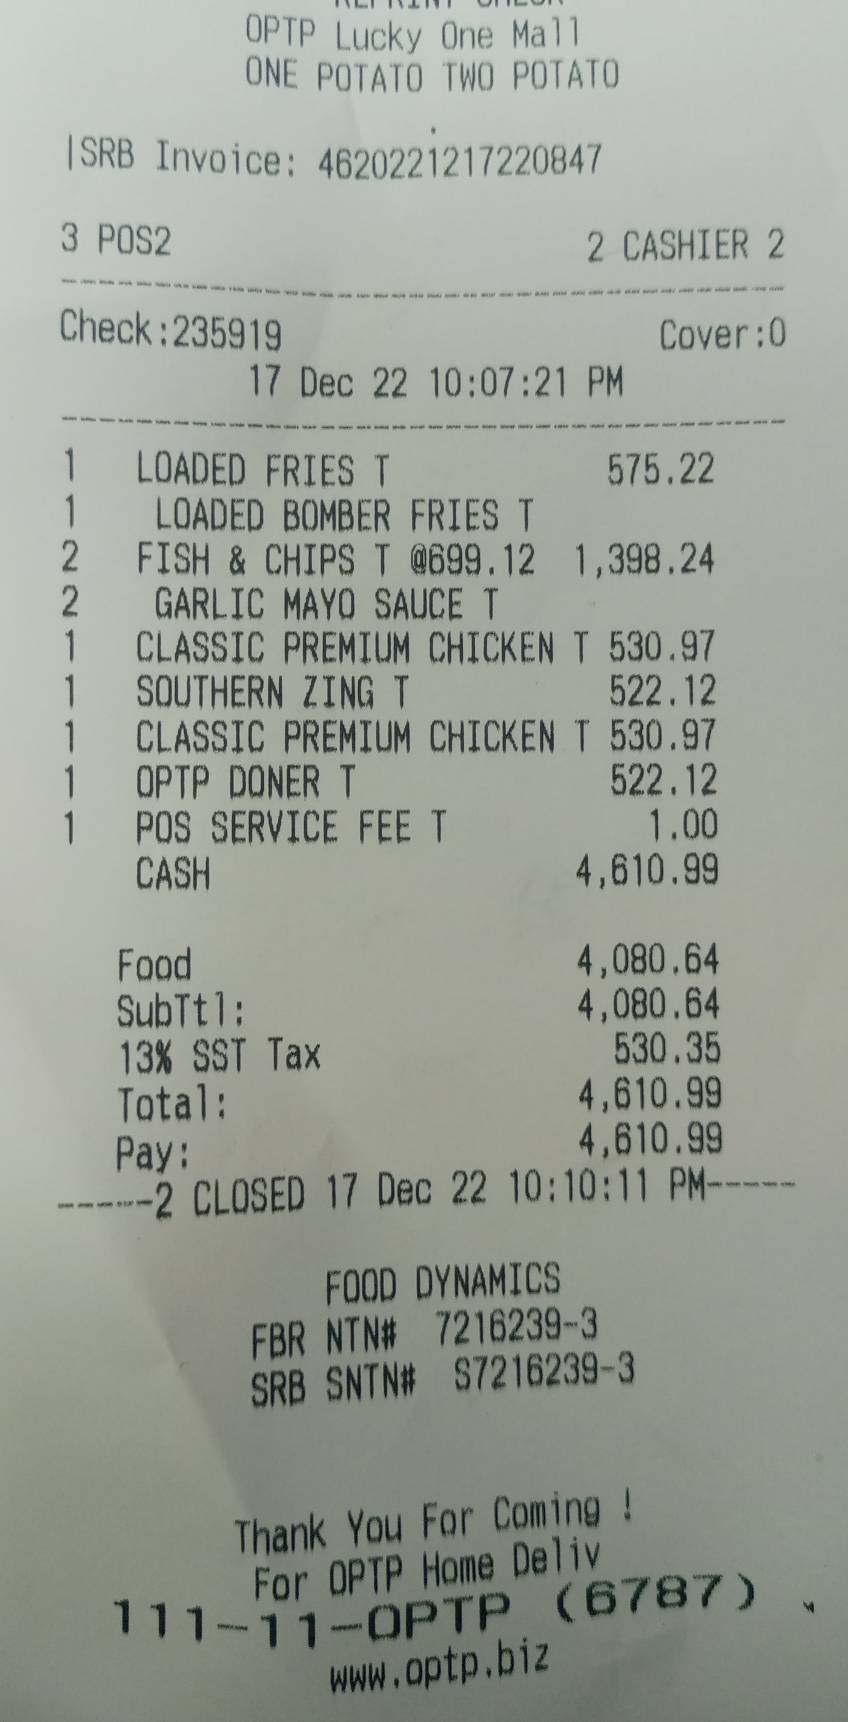 REPRINT CHECK
OPTP Lucky One Mall
ONE POTATO TWO POTATO
|SRB Invoice: 4620221217220847
3 POS2 2 CASHIER 2
Check:235919 Cover:0
17 Dec 22 10:07:21 PM
1 LOADED FRIES T 575.22
1 LOADED BOMBER FRIES T
2 FISH & CHIPS T @699.12 1,398.24
2 GARLIC MAYO SAUCE T
1 CLASSIC PREMIUM CHICKEN T 530.97
1 SOUTHERN ZING T 522.12
1 CLASSIC PREMIUM CHICKEN T 530.97
1 OPTP DONER T 522.12
1 POS SERVICE FEE T 1.00
CASH 4,610.99
Food 4,080.64
SubTtl: 4,080.64
13% SST Tax 530.35
Total: 4,610.99
Pay: 4,610.99
------2 CLOSED 17 Dec 22 10:10:11 PM-----
FOOD DYNAMICS
FBR NTN# 7216239-3
SRB SNTN# S7216239-3
Thank You For Coming !
For OPTP Home Deliv
111-11-OPTP (6787)
www.optp.biz